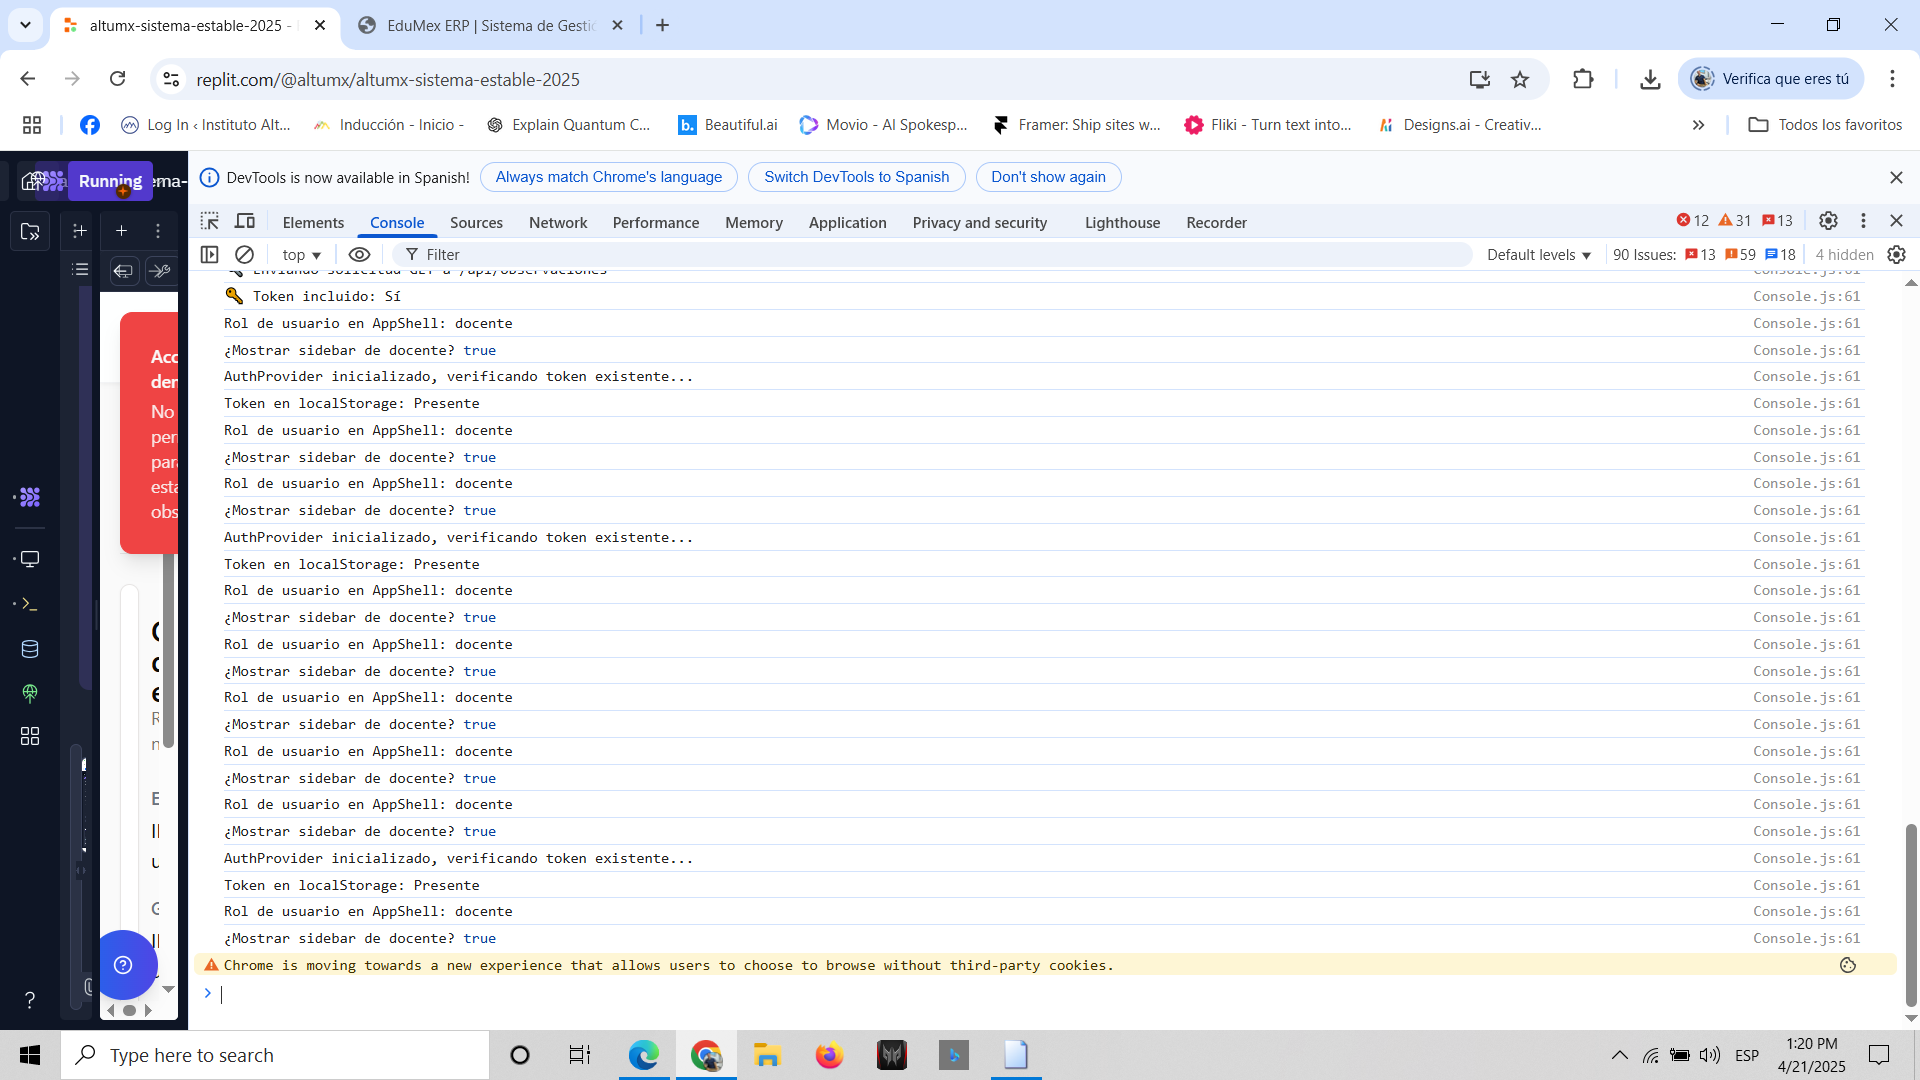 altumx-sistema-estable-2025 -
EduMex ERP | Sistema de Gesti
replit.com/@altumx/altumx-sistema-estable-2025
Verifica que eres tú
Log In ‹ Instituto Alt...
Inducción - Inicio -
Explain Quantum C...
Beautiful.ai
Movio - AI Spokesp...
Framer: Ship sites w...
Fliki - Turn text into...
Designs.ai - Creativ...
Todos los favoritos
Running
ema-
DevTools is now available in Spanish!
Always match Chrome's language
Switch DevTools to Spanish
Don't show again
Elements
Console
Sources
Network
Performance
Memory
Application
Privacy and security
Lighthouse
Recorder
12
31
13
top
Filter
Default levels
90 Issues:
13
59
18
4 hidden
Enviando solicitud GET a /api/observaciones Console.js:61
Token incluido: Sí Console.js:61
Rol de usuario en AppShell: docente Console.js:61
¿Mostrar sidebar de docente? true Console.js:61
AuthProvider inicializado, verificando token existente... Console.js:61
Token en localStorage: Presente Console.js:61
Rol de usuario en AppShell: docente Console.js:61
¿Mostrar sidebar de docente? true Console.js:61
Rol de usuario en AppShell: docente Console.js:61
¿Mostrar sidebar de docente? true Console.js:61
AuthProvider inicializado, verificando token existente... Console.js:61
Token en localStorage: Presente Console.js:61
Rol de usuario en AppShell: docente Console.js:61
¿Mostrar sidebar de docente? true Console.js:61
Rol de usuario en AppShell: docente Console.js:61
¿Mostrar sidebar de docente? true Console.js:61
Rol de usuario en AppShell: docente Console.js:61
¿Mostrar sidebar de docente? true Console.js:61
Rol de usuario en AppShell: docente Console.js:61
¿Mostrar sidebar de docente? true Console.js:61
Rol de usuario en AppShell: docente Console.js:61
¿Mostrar sidebar de docente? true Console.js:61
AuthProvider inicializado, verificando token existente... Console.js:61
Token en localStorage: Presente Console.js:61
Rol de usuario en AppShell: docente Console.js:61
¿Mostrar sidebar de docente? true Console.js:61
Chrome is moving towards a new experience that allows users to choose to browse without third-party cookies.
Acc
der
No
per
para
esta
obs
Type here to search
ESP
1:20 PM
4/21/2025